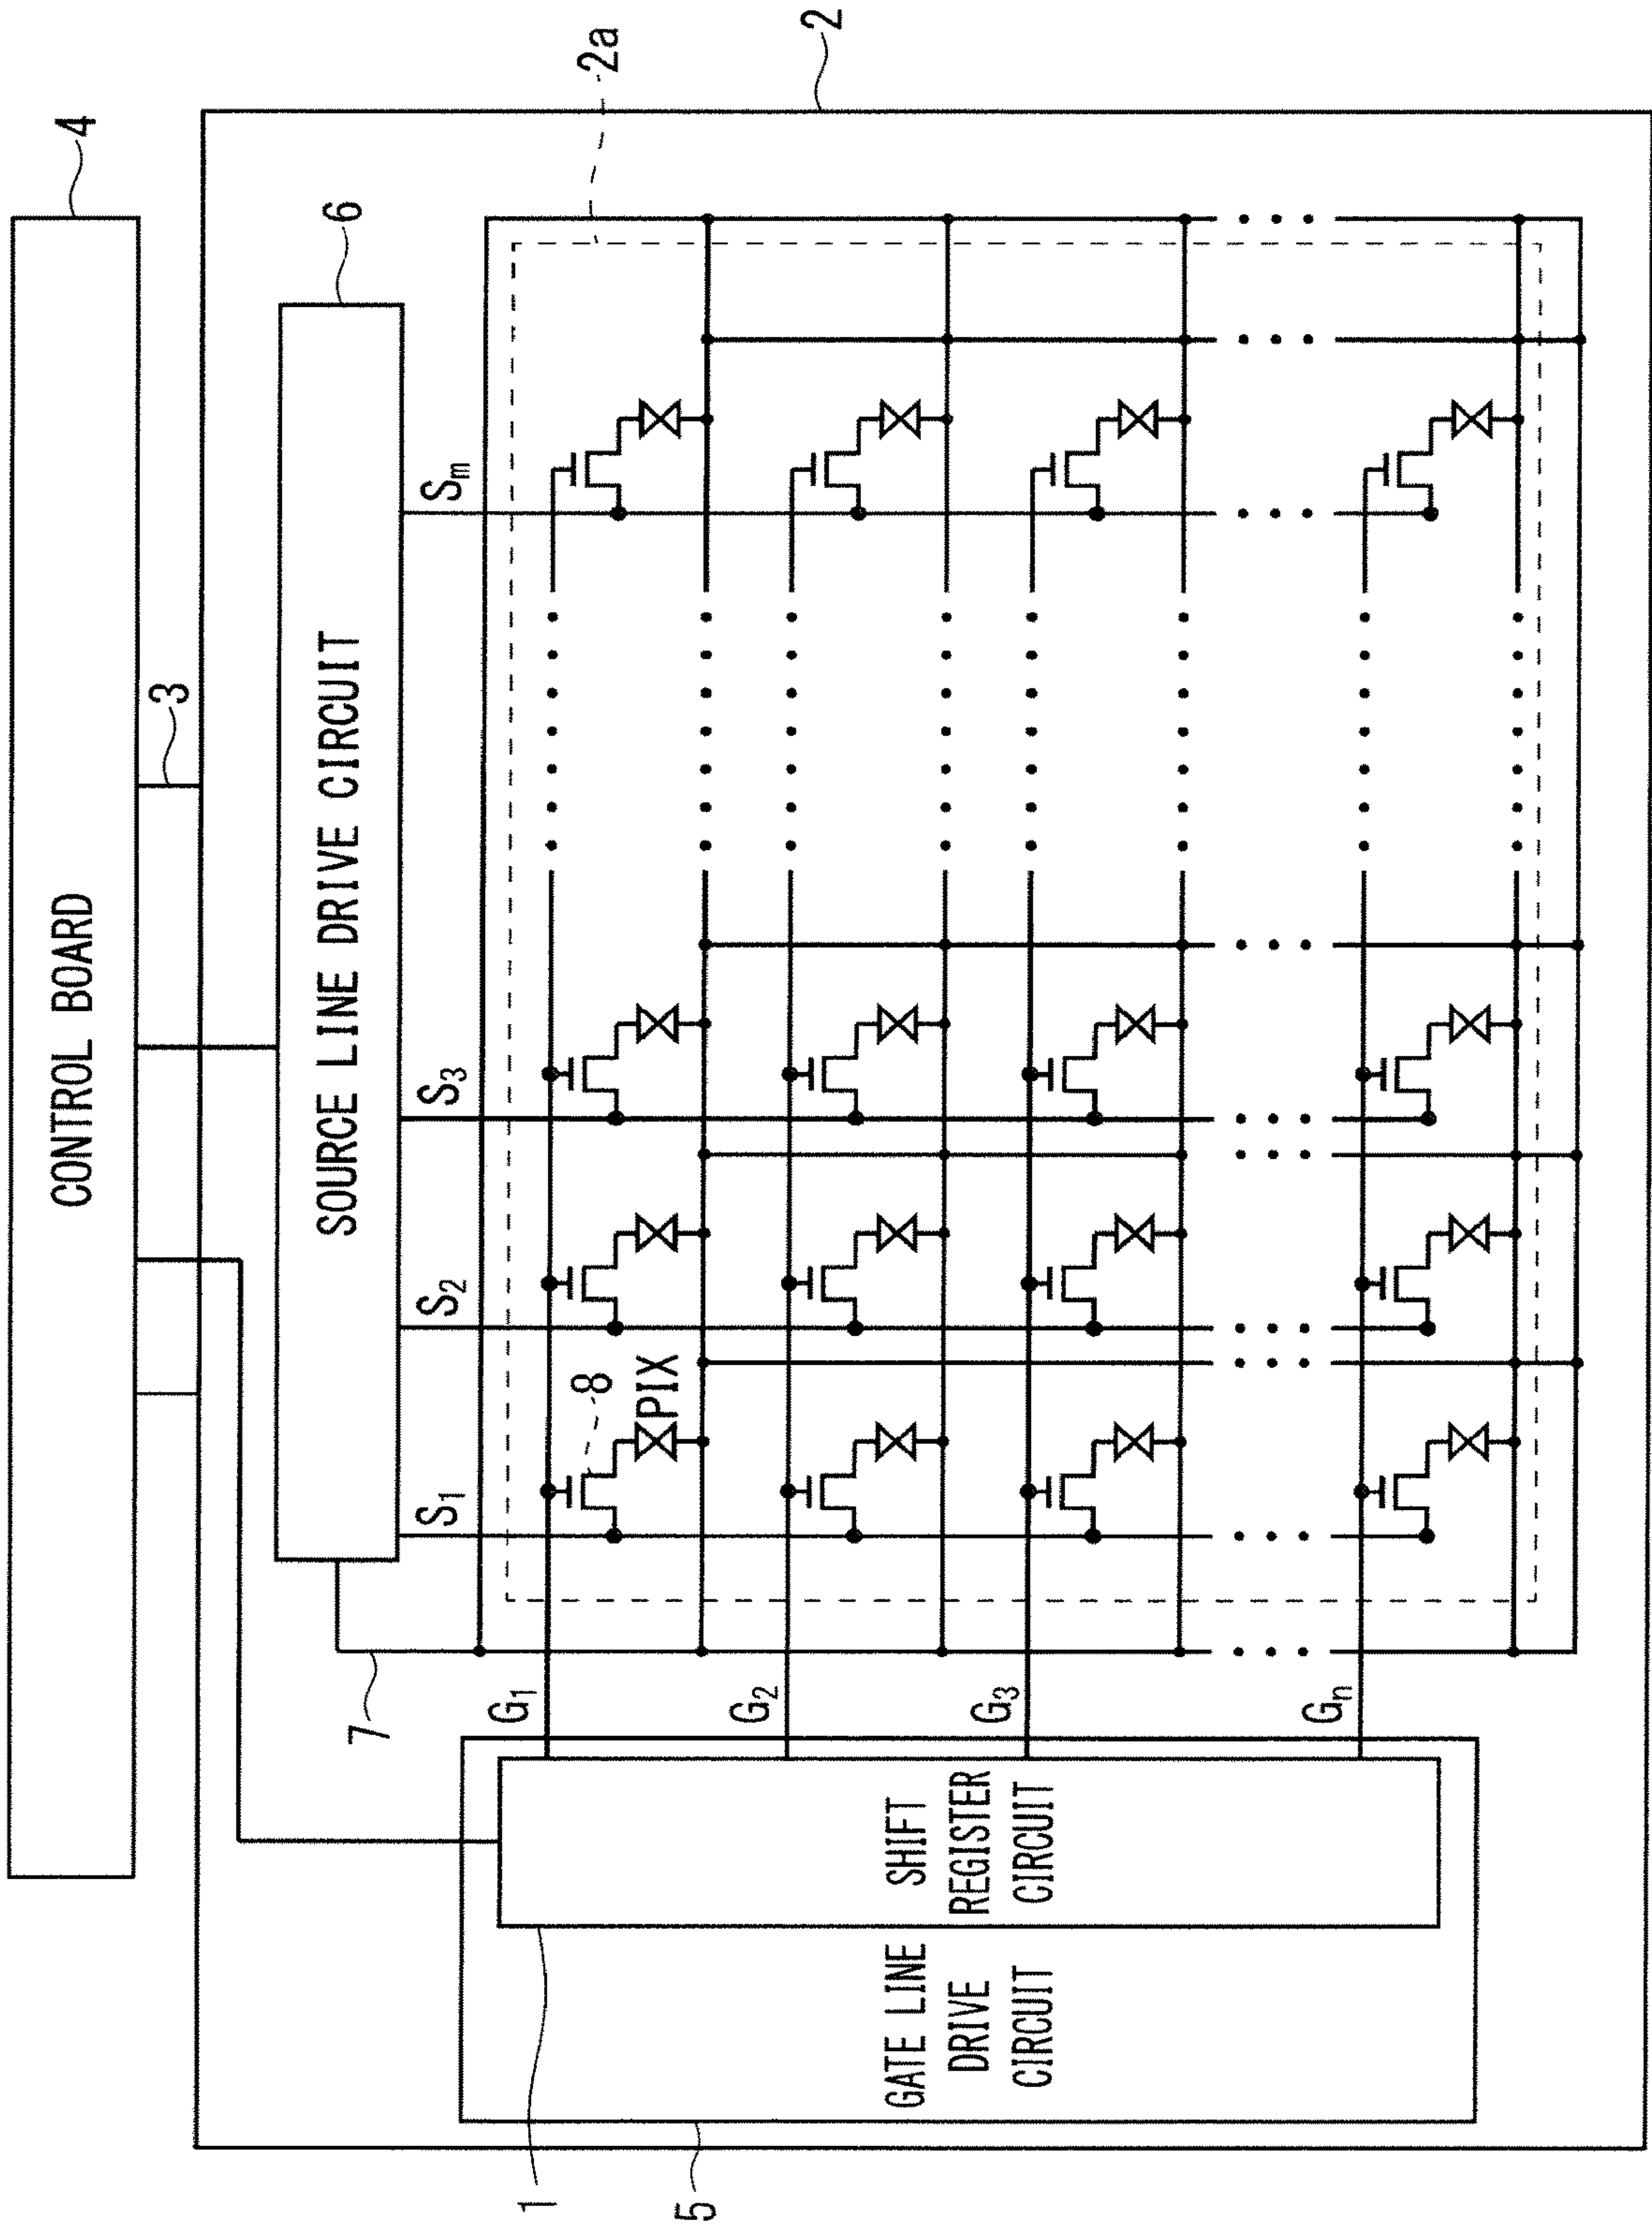 4
CONTROL BOARD
3
2
2a
6
SOURCE LINE DRIVE CIRCUIT
7
S1
S2
S3
Sm
8
PIX
G1
G2
G3
Gn
1
SHIFT
REGISTER
CIRCUIT
5
GATE LINE
DRIVE
CIRCUIT